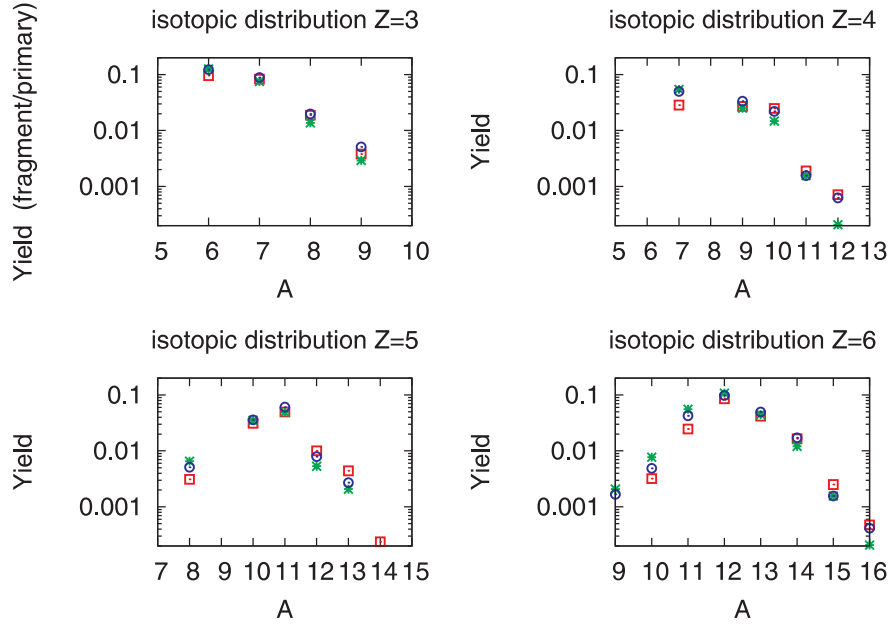 isotopic distribution Z=3
Yield (fragment/primary)
0.1
0.01
0.001
5 6 7 8 9 10
A
isotopic distribution Z=4
Yield
0.1
0.01
0.001
5 6 7 8 9 10 11 12 13
A
isotopic distribution Z=5
Yield
0.1
0.01
0.001
7 8 9 10 11 12 13 14 15
A
isotopic distribution Z=6
Yield
0.1
0.01
0.001
9 10 11 12 13 14 15 16
A